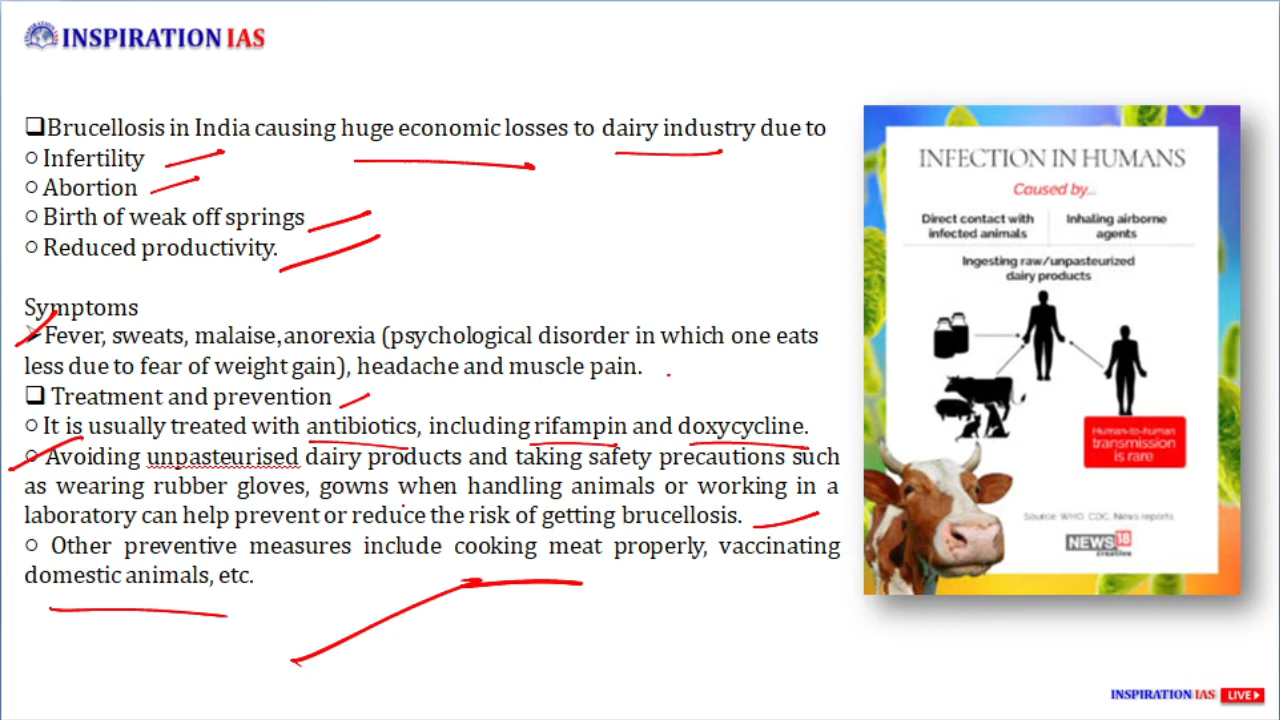 INSPIRATION IAS
❑Brucellosis in India causing huge economic losses to dairy industry due to
○ Infertility
○ Abortion
○ Birth of weak off springs
○ Reduced productivity.
Symptoms
➢Fever, sweats, malaise, anorexia (psychological disorder in which one eats
less due to fear of weight gain), headache and muscle pain.
❑ Treatment and prevention
○ It is usually treated with antibiotics, including rifampin and doxycycline.
○ Avoiding unpasteurised dairy products and taking safety precautions such
as wearing rubber gloves, gowns when handling animals or working in a
laboratory can help prevent or reduce the risk of getting brucellosis.
○ Other preventive measures include cooking meat properly, vaccinating
domestic animals, etc.
INFECTION IN HUMANS
Caused by...
Direct contact with
infected animals
Inhaling airborne
agents
Ingesting raw/unpasteurized
dairy products
Human-to-human
transmission
is rare
Source: WHO, CDC, News reports
NEWS18
creative
INSPIRATION IAS LIVE